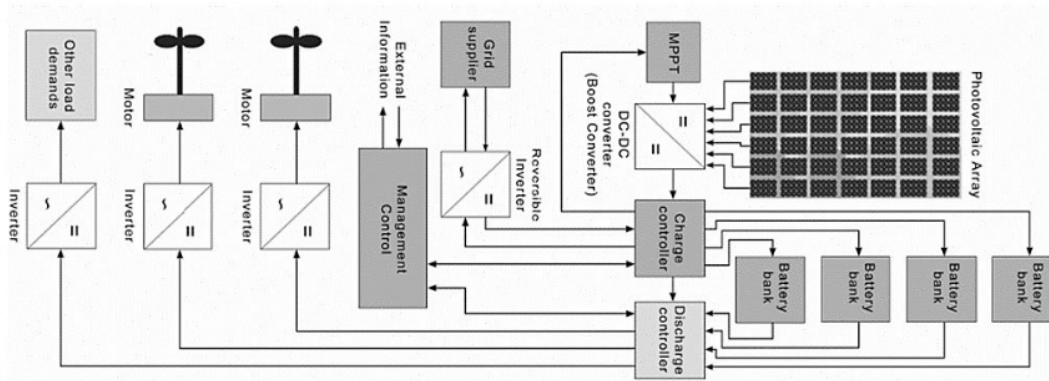 Photovoltaic Array
Battery
bank
Battery
bank
Battery
bank
Battery
bank
MPPT
DC-DC
converter
(Boost Converter)
Charge
controller
Discharge
controller
Reversible
Inverter
Grid
supplier
External
Information
Management
Control
Motor
Inverter
Motor
Inverter
Other load
demands
Inverter